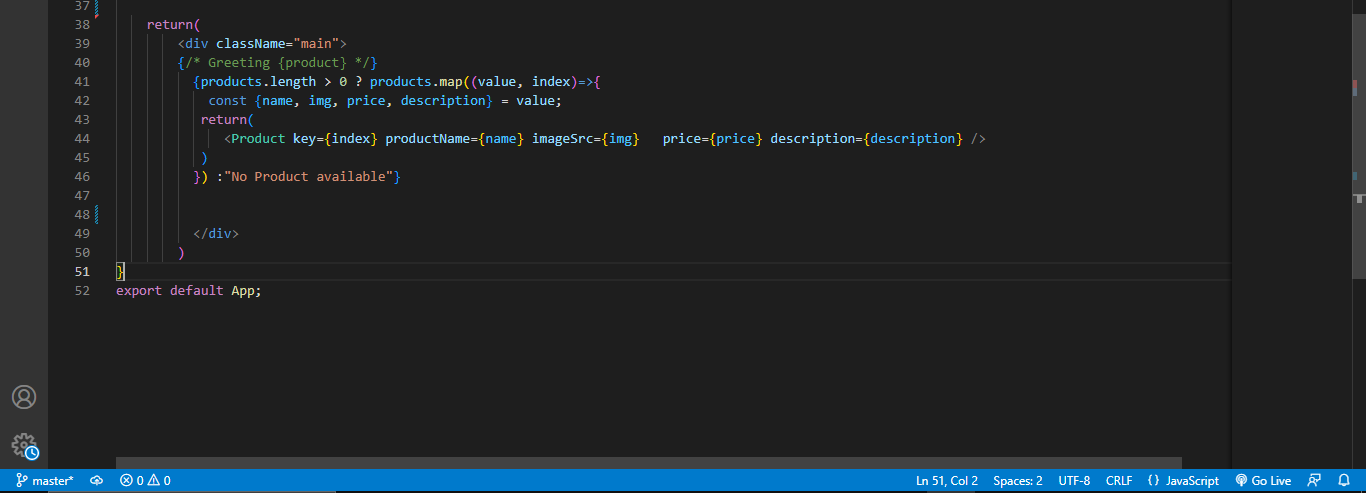 37
38 return(
39 <div className="main">
40 {/* Greeting {product} */}
41 {products.length > 0 ? products.map((value, index)=>{
42 const {name, img, price, description} = value;
43 return(
44 <Product key={index} productName={name} imageSrc={img}   price={price} description={description} />
45 )
46 }) :"No Product available"}
47
48
49 </div>
50 )
51 }
52 export default App;
master* 0 0 Ln 51, Col 2 Spaces: 2 UTF-8 CRLF {} JavaScript Go Live